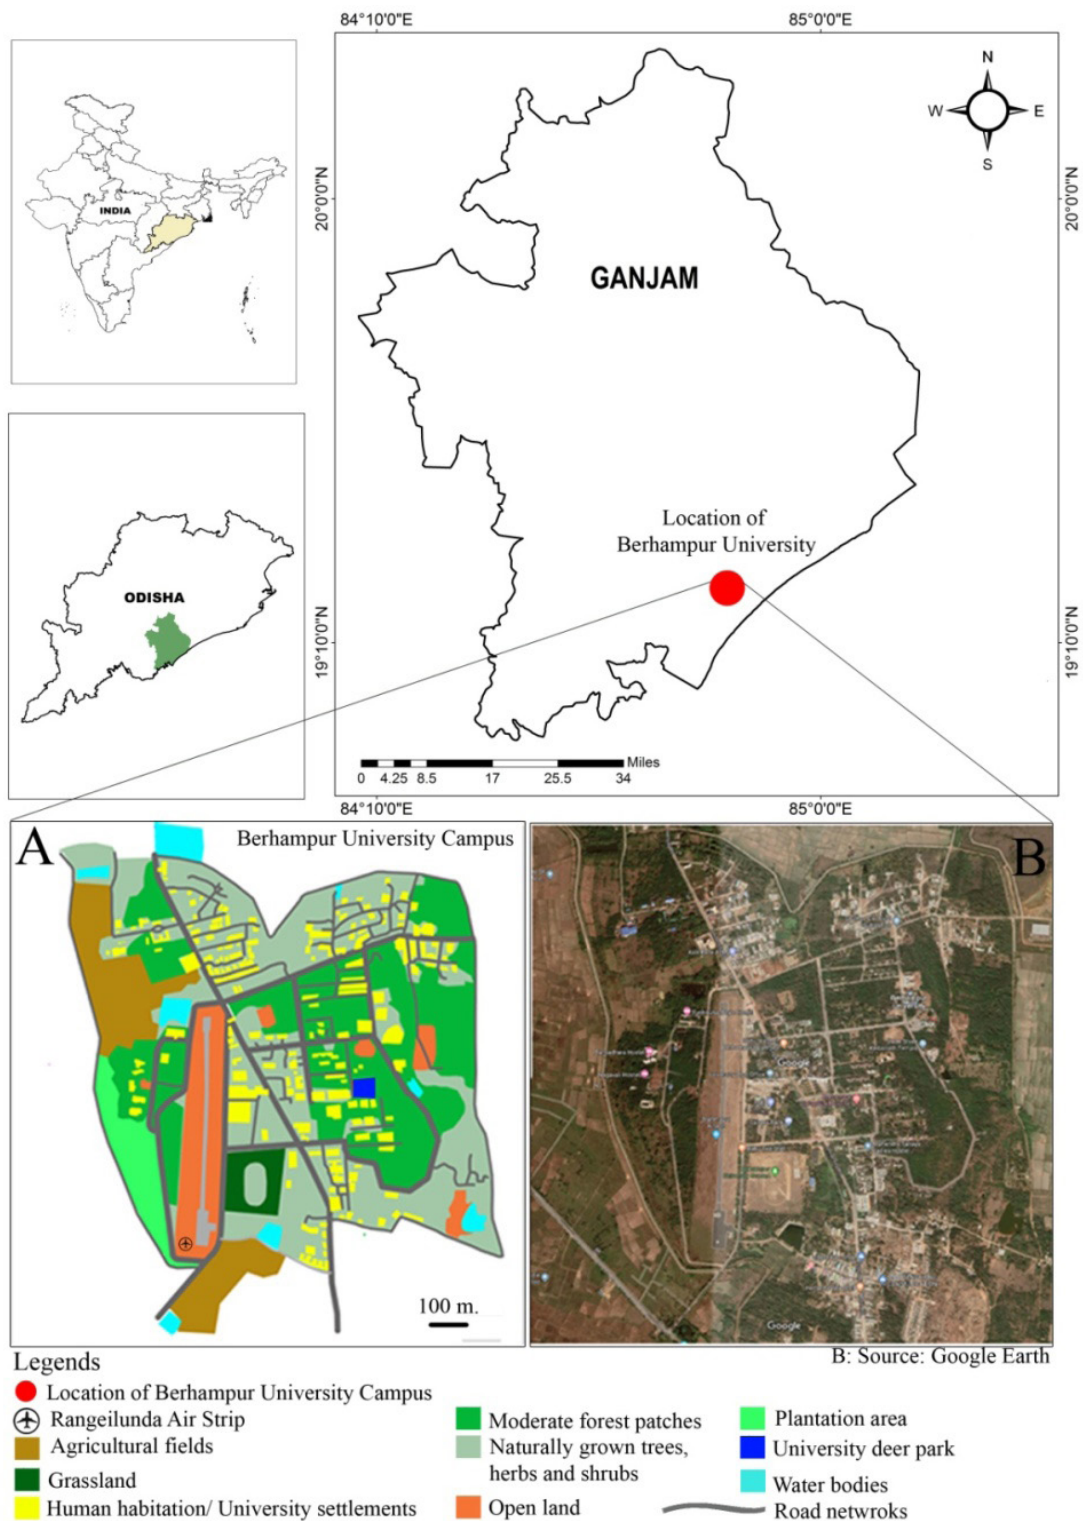 84°10'0"E
85°0'0"E
N
W
E
S
INDIA
20°0'0"N
20°0'0"N
GANJAM
Location of
Berhampur University
ODISHA
19°10'0"N
19°10'0"N
Miles
0 4.25 8.5 17 25.5 34
84°10'0"E
85°0'0"E
A
Berhampur University Campus
B
Google
100 m.
Google
B: Source: Google Earth
Legends
Location of Berhampur University Campus
Rangeilunda Air Strip
Agricultural fields
Grassland
Human habitation/ University settlements
Moderate forest patches
Naturally grown trees,
herbs and shrubs
Open land
Plantation area
University deer park
Water bodies
Road netwroks